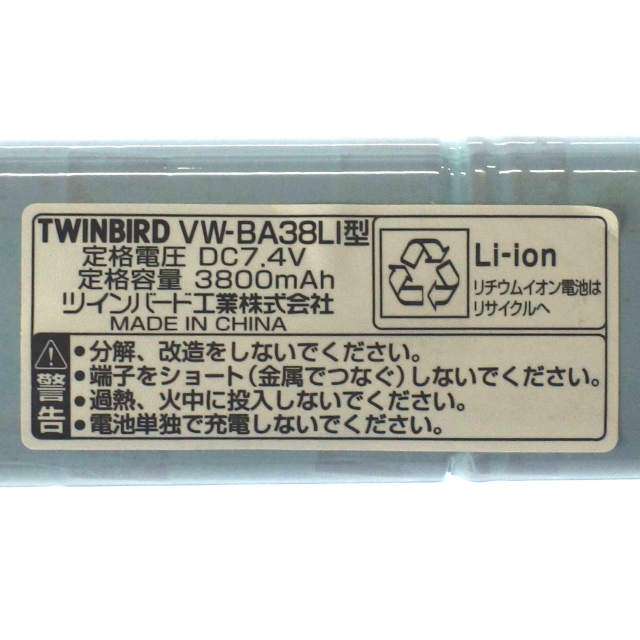 TWINBIRD VW-BA38LI型
定格電圧 DC7.4V
定格容量 3800mAh
ツインバード工業株式会社
MADE IN CHINA
Li-ion
リチウムイオン電池は
リサイクルへ
警告
•分解、改造をしないでください。
•端子をショート(金属でつなぐ)しないでください。
•過熱、火中に投入しないでください。
•電池単独で充電しないでください。